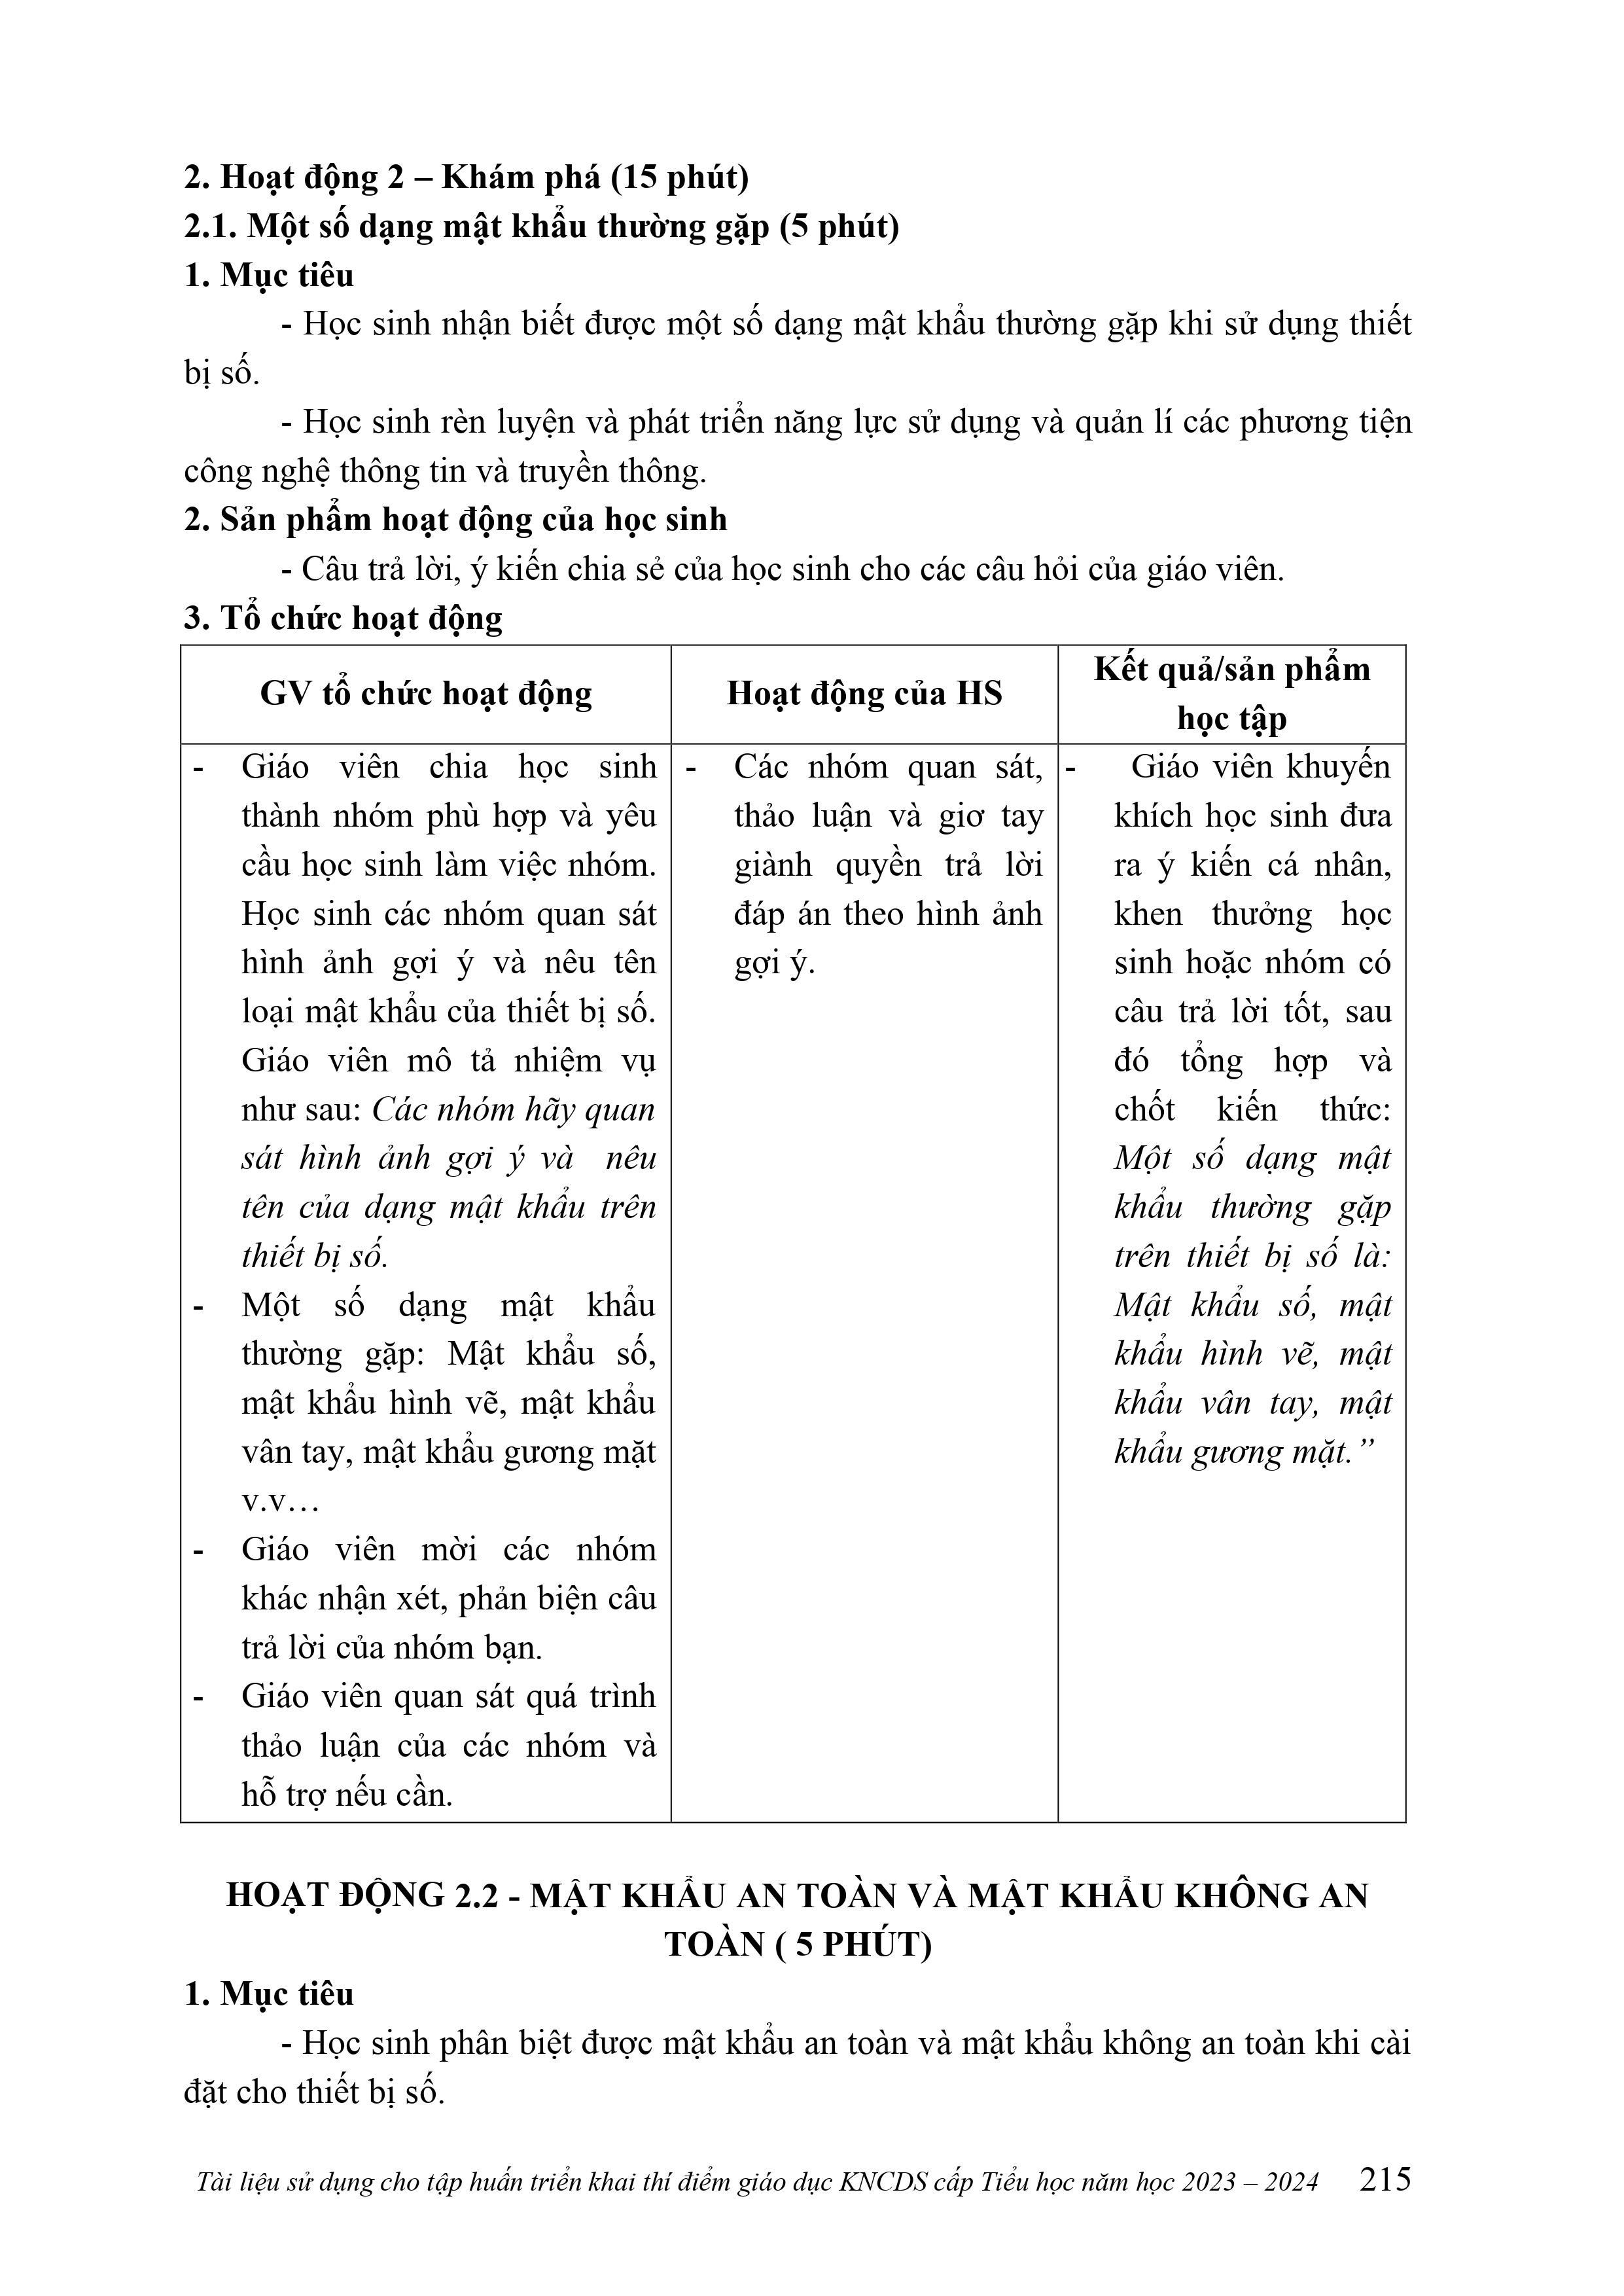 2. Hoạt động 2 – Khám phá (15 phút)
2.1. Một số dạng mật khẩu thường gặp (5 phút)
1. Mục tiêu
- Học sinh nhận biết được một số dạng mật khẩu thường gặp khi sử dụng thiết
bị số.
- Học sinh rèn luyện và phát triển năng lực sử dụng và quản lí các phương tiện
công nghệ thông tin và truyền thông.
2. Sản phẩm hoạt động của học sinh
- Câu trả lời, ý kiến chia sẻ của học sinh cho các câu hỏi của giáo viên.
3. Tổ chức hoạt động
GV tổ chức hoạt động
Hoạt động của HS
Kết quả/sản phẩm
học tập
- Giáo viên chia học sinh
thành nhóm phù hợp và yêu
cầu học sinh làm việc nhóm.
Học sinh các nhóm quan sát
hình ảnh gợi ý và nêu tên
loại mật khẩu của thiết bị số.
Giáo viên mô tả nhiệm vụ
như sau: Các nhóm hãy quan
sát hình ảnh gợi ý và nêu
tên của dạng mật khẩu trên
thiết bị số.
- Một số dạng mật khẩu
thường gặp: Mật khẩu số,
mật khẩu hình vẽ, mật khẩu
vân tay, mật khẩu gương mặt
v.v…
- Giáo viên mời các nhóm
khác nhận xét, phản biện câu
trả lời của nhóm bạn.
- Giáo viên quan sát quá trình
thảo luận của các nhóm và
hỗ trợ nếu cần.
- Các nhóm quan sát,
thảo luận và giơ tay
giành quyền trả lời
đáp án theo hình ảnh
gợi ý.
- Giáo viên khuyến
khích học sinh đưa
ra ý kiến cá nhân,
khen thưởng học
sinh hoặc nhóm có
câu trả lời tốt, sau
đó tổng hợp và
chốt kiến thức:
Một số dạng mật
khẩu thường gặp
trên thiết bị số là:
Mật khẩu số, mật
khẩu hình vẽ, mật
khẩu vân tay, mật
khẩu gương mặt.”
HOẠT ĐỘNG 2.2 - MẬT KHẨU AN TOÀN VÀ MẬT KHẨU KHÔNG AN
TOÀN ( 5 PHÚT)
1. Mục tiêu
- Học sinh phân biệt được mật khẩu an toàn và mật khẩu không an toàn khi cài
đặt cho thiết bị số.
Tài liệu sử dụng cho tập huấn triển khai thí điểm giáo dục KNCDS cấp Tiểu học năm học 2023 – 2024 215